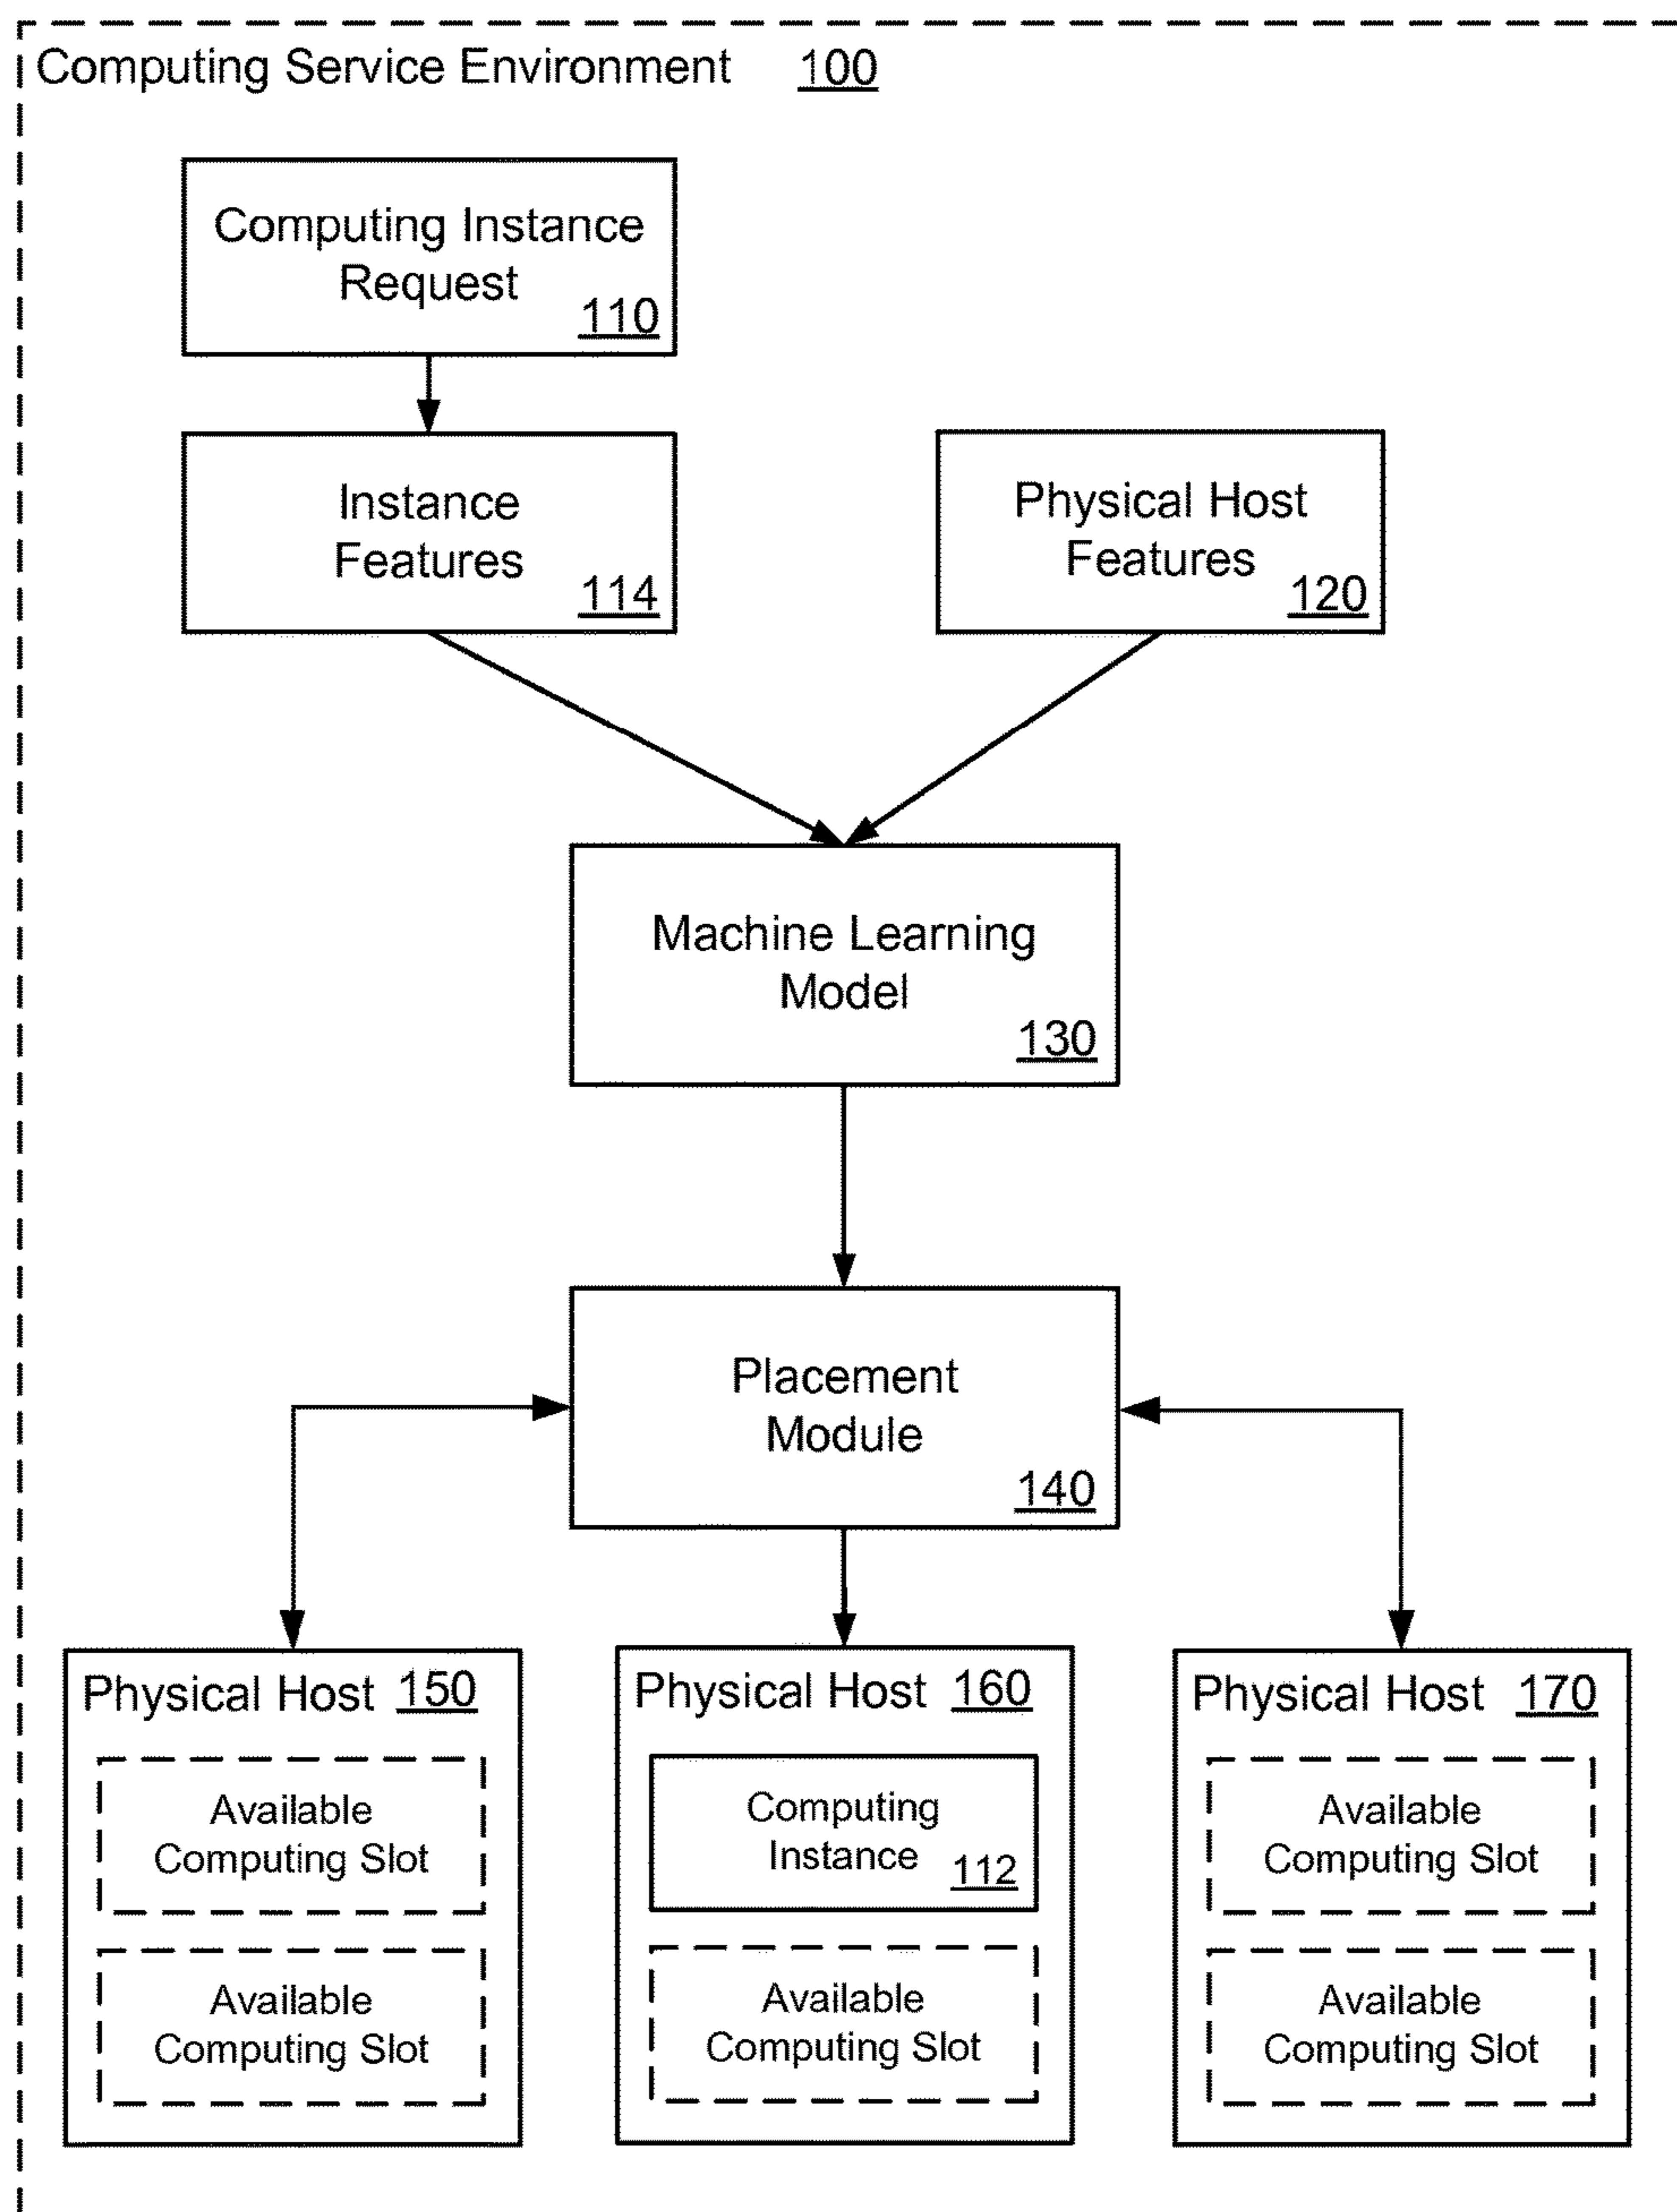 Computing Service Environment 100
Computing Instance
Request
110
Instance
Features
114
Physical Host
Features
120
Machine Learning
Model
130
Placement
Module
140
Physical Host 150
Available
Computing Slot
Available
Computing Slot
Physical Host 160
Computing
Instance
112
Available
Computing Slot
Physical Host 170
Available
Computing Slot
Available
Computing Slot